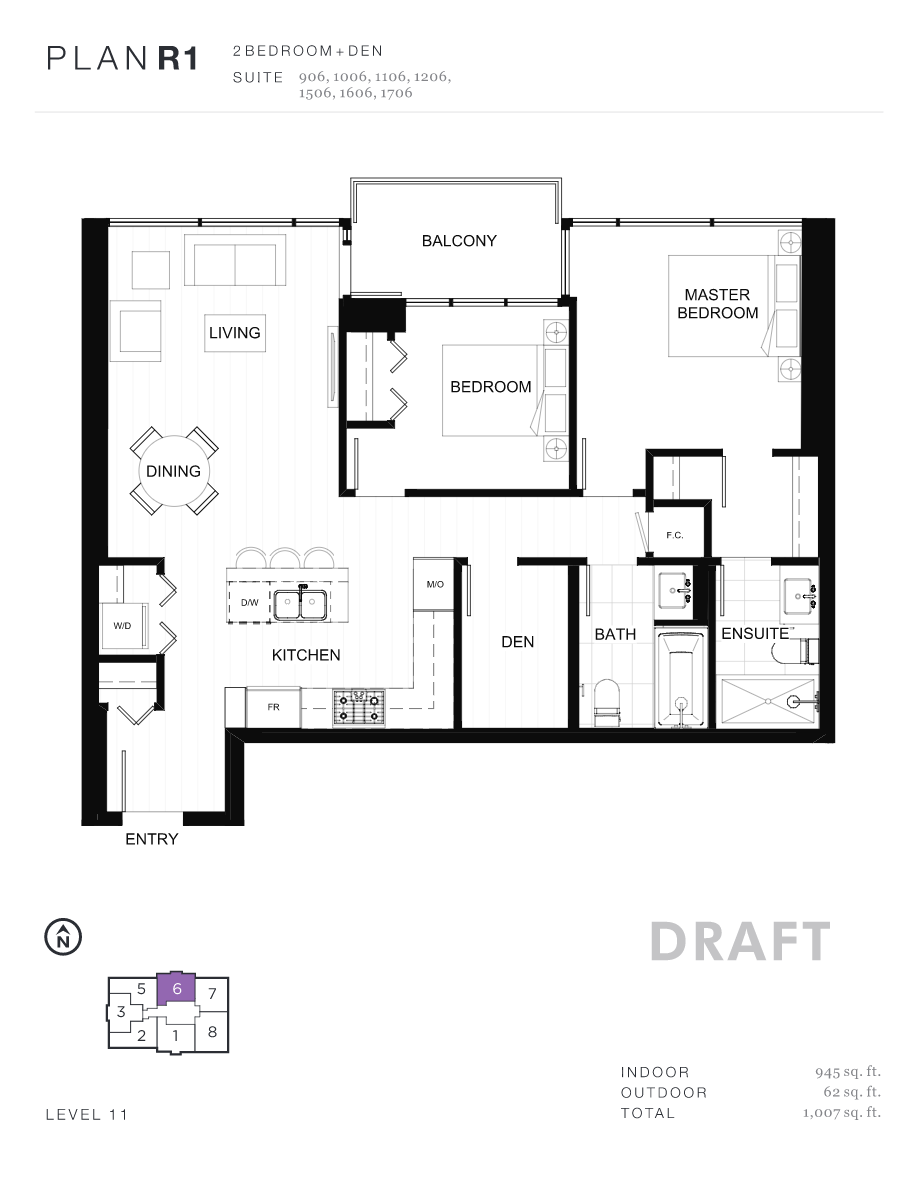 PLAN R1
2 BEDROOM + DEN
SUITE 906, 1006, 1106, 1206,
1506, 1606, 1706
BALCONY
MASTER
BEDROOM
LIVING
BEDROOM
DINING
F.C.
M/O
D/W
W/D
BATH
ENSUITE
DEN
KITCHEN
FR
ENTRY
N
DRAFT
5
6
7
3
2
1
8
INDOOR 945 sq. ft.
OUTDOOR 62 sq. ft.
TOTAL 1,007 sq. ft.
LEVEL 11